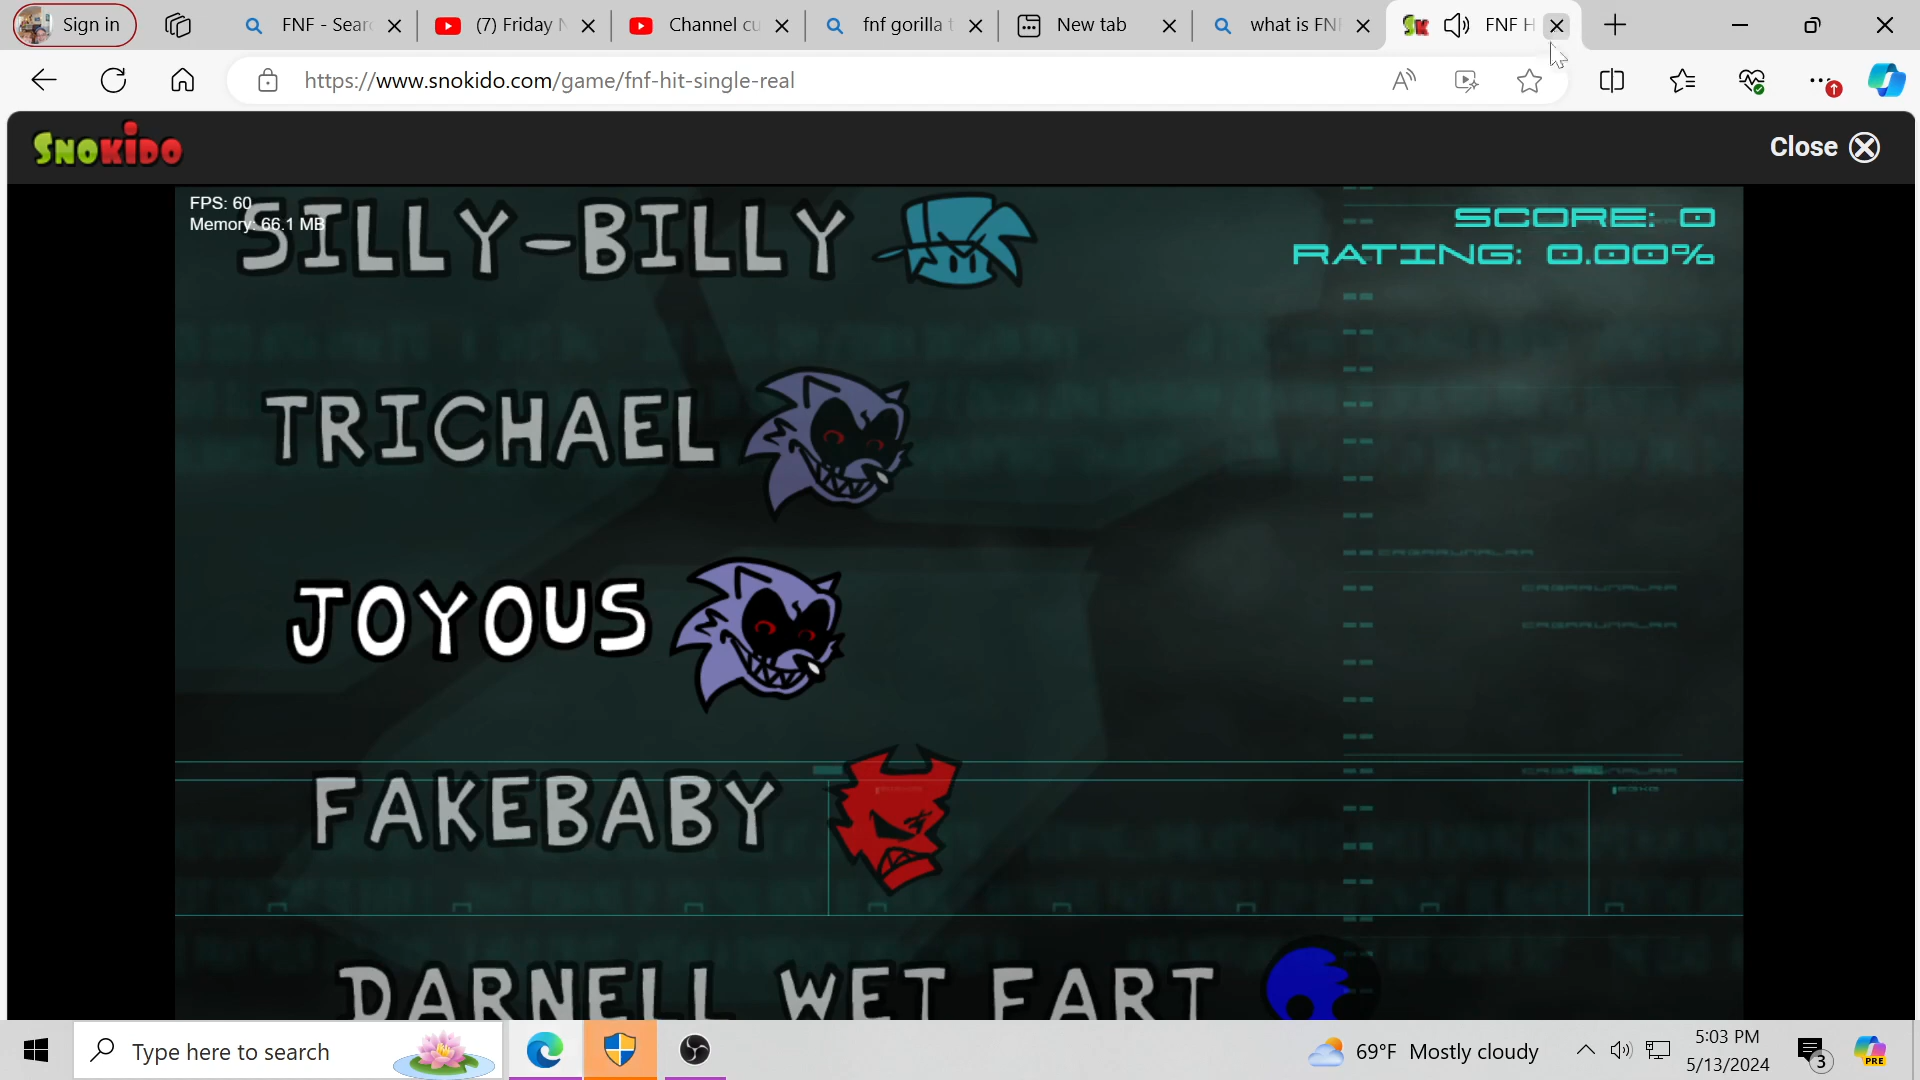 Sign in
FNF - Sear
(7) Friday N
Channel cu
fnf gorilla t
New tab
what is FNF
FNF H
https://www.snokido.com/game/fnf-hit-single-real
SNOKIDO
Close
FPS: 60
Memory: 66.1 MB
SCORE: 0
RATING: 0.00%
SILLY-BILLY
TRICHAEL
JOYOUS
FAKEBABY
DARNELL WET FART
Type here to search
69°F Mostly cloudy
5:03 PM
5/13/2024
3
PRE